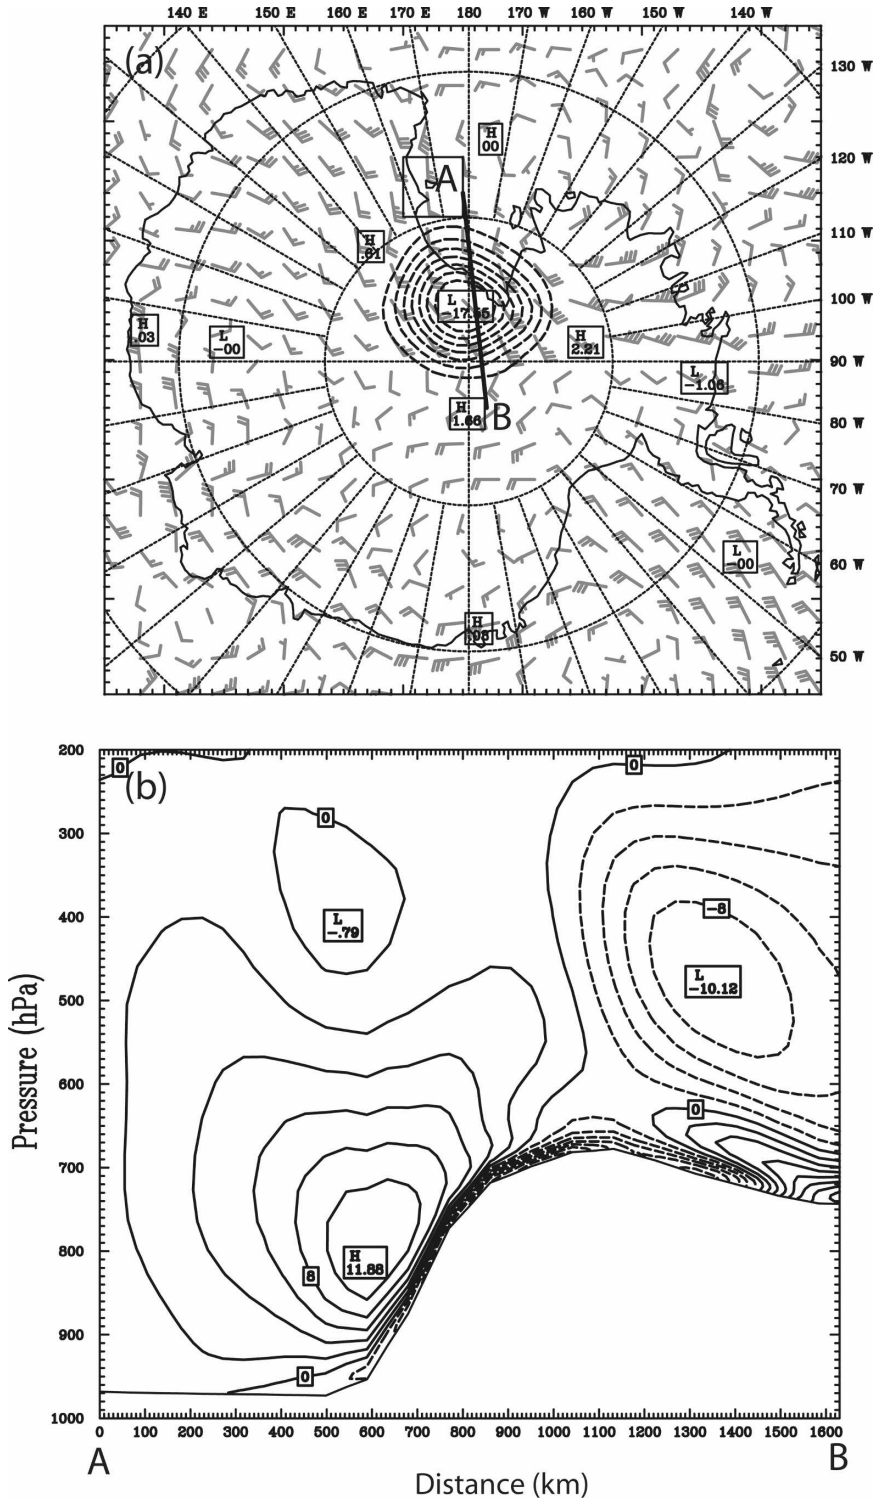 140 E 150 E 160 E 170 E 180 170 W 160 W 150 W 140 W
(a)
130 W
H
00
120 W
A
H
.61
110 W
L
-17.55
100 W
H
.03
L
-00
H
2.21
90 W
L
-1.06
H
1.66
B
80 W
70 W
L
-00
60 W
H
.03
50 W
200
0
(b)
0
300
0
400
L
-.79
-8
L
-10.12
500
Pressure (hPa)
600
0
700
800
H
11.88
8
900
0
1000
0 100 200 300 400 500 600 700 800 900 1000 1100 1200 1300 1400 1500 1600
A
B
Distance (km)